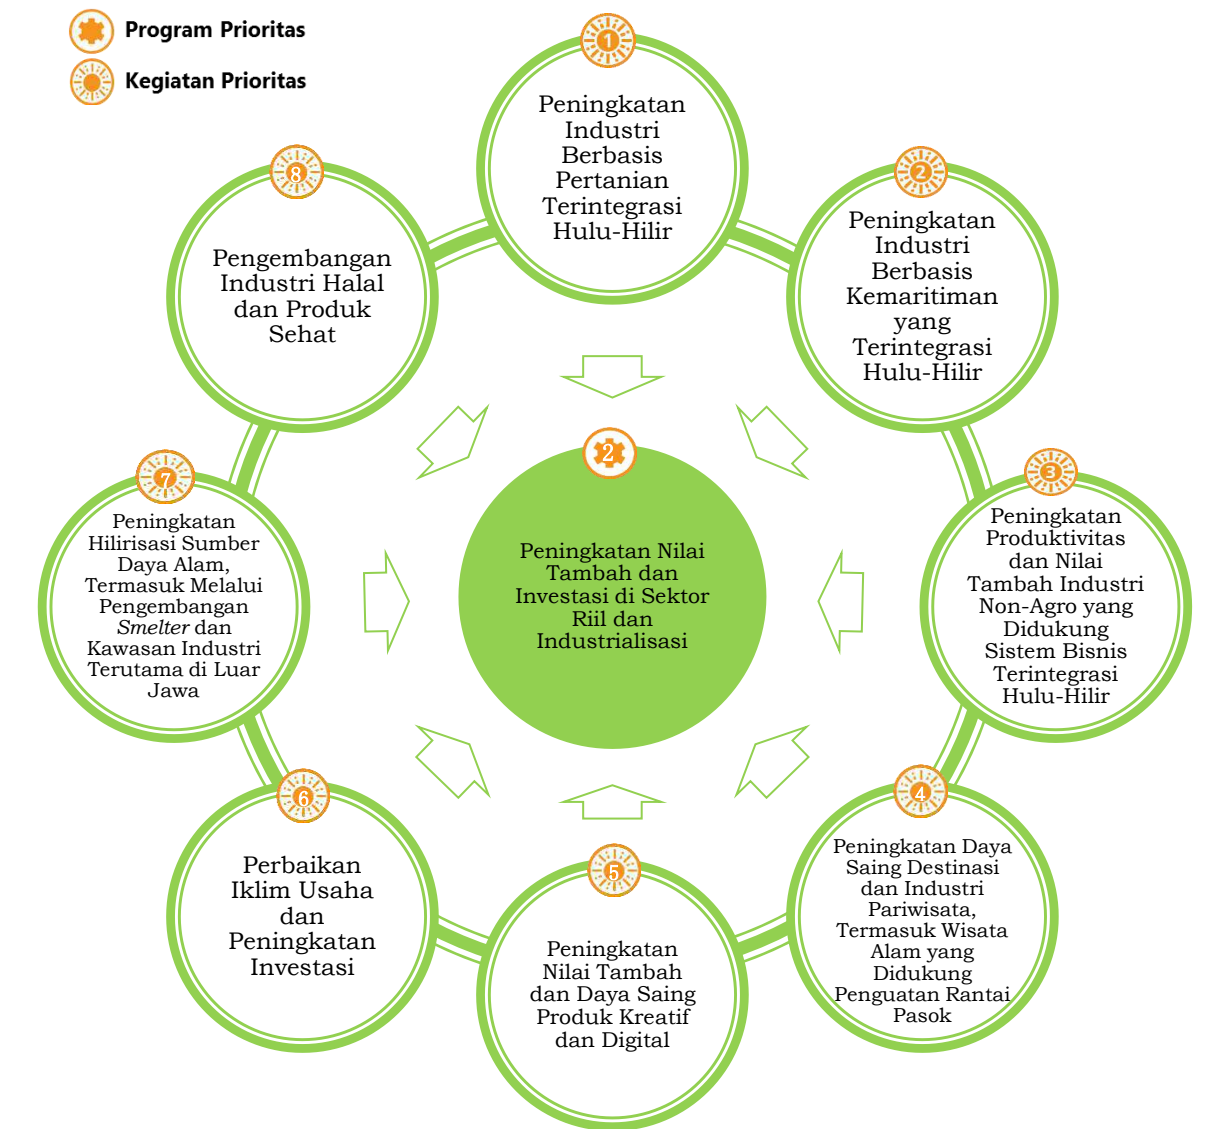 Program Prioritas
Kegiatan Prioritas
1
Peningkatan
Industri
Berbasis
Pertanian
Terintegrasi
Hulu-Hilir
2
Peningkatan
Industri
Berbasis
Kemaritiman
yang
Terintegrasi
Hulu-Hilir
3
Peningkatan
Produktivitas
dan Nilai
Tambah Industri
Non-Agro yang
Didukung
Sistem Bisnis
Terintegrasi
Hulu-Hilir
4
Peningkatan Daya
Saing Destinasi
dan Industri
Pariwisata,
Termasuk Wisata
Alam yang
Didukung
Penguatan Rantai
Pasok
5
Peningkatan
Nilai Tambah
dan Daya Saing
Produk Kreatif
dan Digital
6
Perbaikan
Iklim Usaha
dan
Peningkatan
Investasi
7
Peningkatan
Hilirisasi Sumber
Daya Alam,
Termasuk Melalui
Pengembangan
Smelter dan
Kawasan Industri
Terutama di Luar
Jawa
8
Pengembangan
Industri Halal
dan Produk
Sehat
2
Peningkatan Nilai
Tambah dan
Investasi di Sektor
Riil dan
Industrialisasi